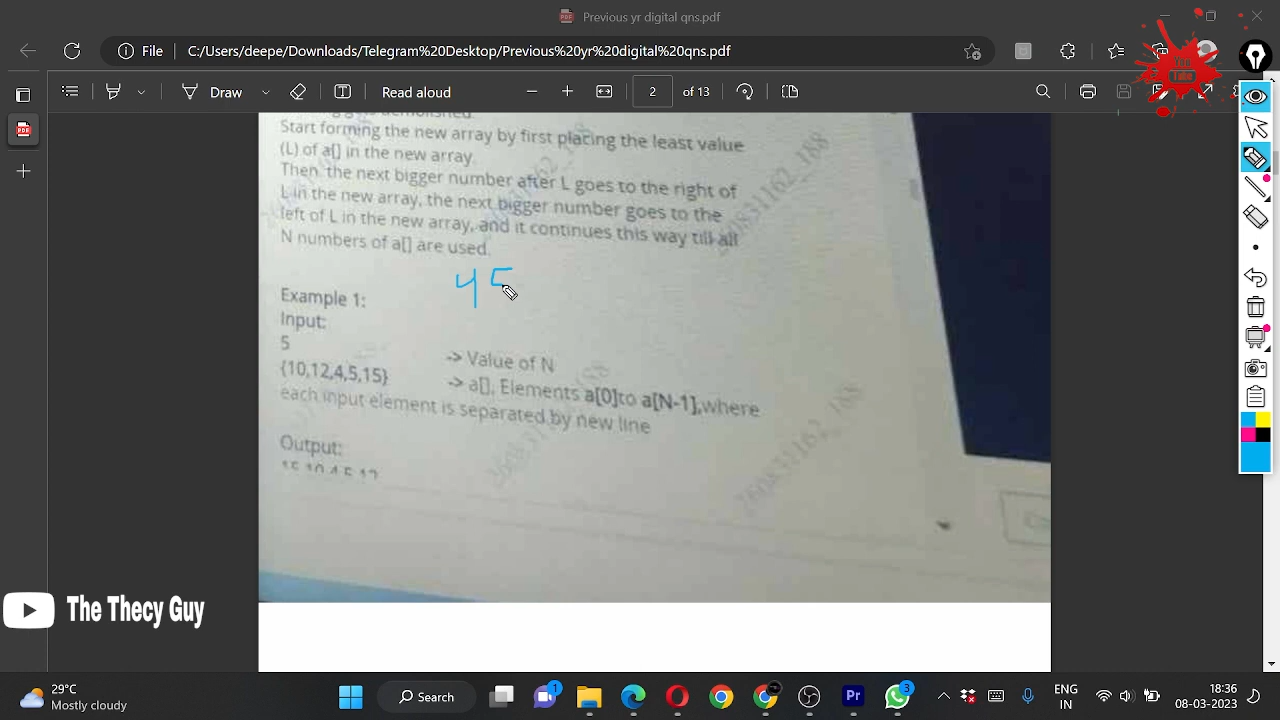 Previous yr digital qns.pdf
File C:/Users/deepe/Downloads/Telegram%20Desktop/Previous%20yr%20digital%20qns.pdf
You
Tube
Draw
Read aloud
2 of 13
Start forming the new array by first placing the least value
(L) of a[] in the new array.
Then the next bigger number after L goes to the right of
L in the new array, the next bigger number goes to the
left of L in the new array, and it continues this way till all
N numbers of a[] are used.
4 5
Example 1:
Input:
5 -> Value of N
{10,12,4,5,15} -> a[], Elements a[0]to a[N-1],where
each input element is separated by new line
Output:
The Thecy Guy
29°C
Mostly cloudy
Search
1
Pr
3
ENG
IN
18:36
08-03-2023